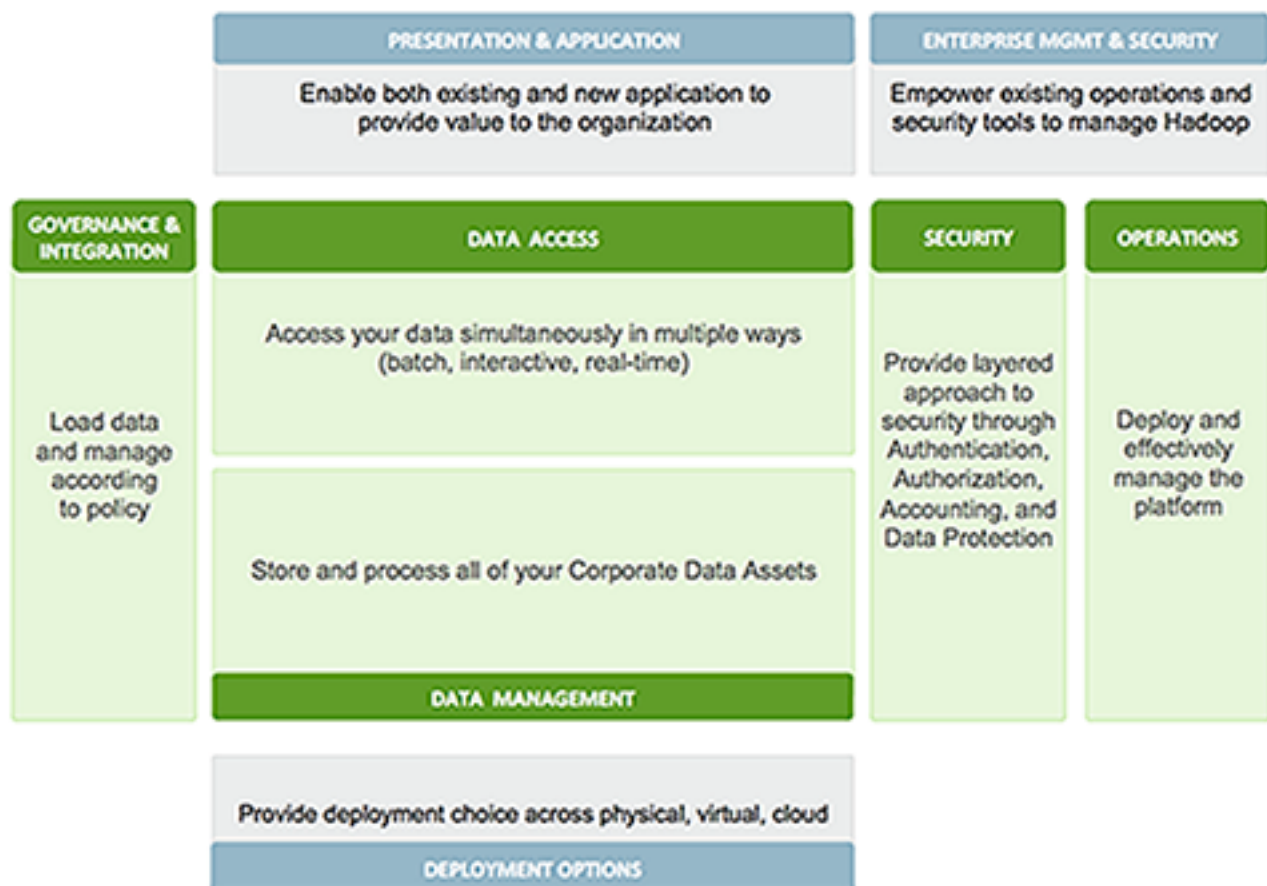 PRESENTATION & APPLICATION
Enable both existing and new application to
provide value to the organization
ENTERPRISE MGMT & SECURITY
Empower existing operations and
security tools to manage Hadoop
GOVERNANCE &
INTEGRATION
Load data
and manage
according
to policy
DATA ACCESS
Access your data simultaneously in multiple ways
(batch, interactive, real-time)
Store and process all of your Corporate Data Assets
DATA MANAGEMENT
SECURITY
Provide layered
approach to
security through
Authentication,
Authorization,
Accounting, and
Data Protection
OPERATIONS
Deploy and
effectively
manage the
platform
Provide deployment choice across physical, virtual, cloud
DEPLOYMENT OPTIONS